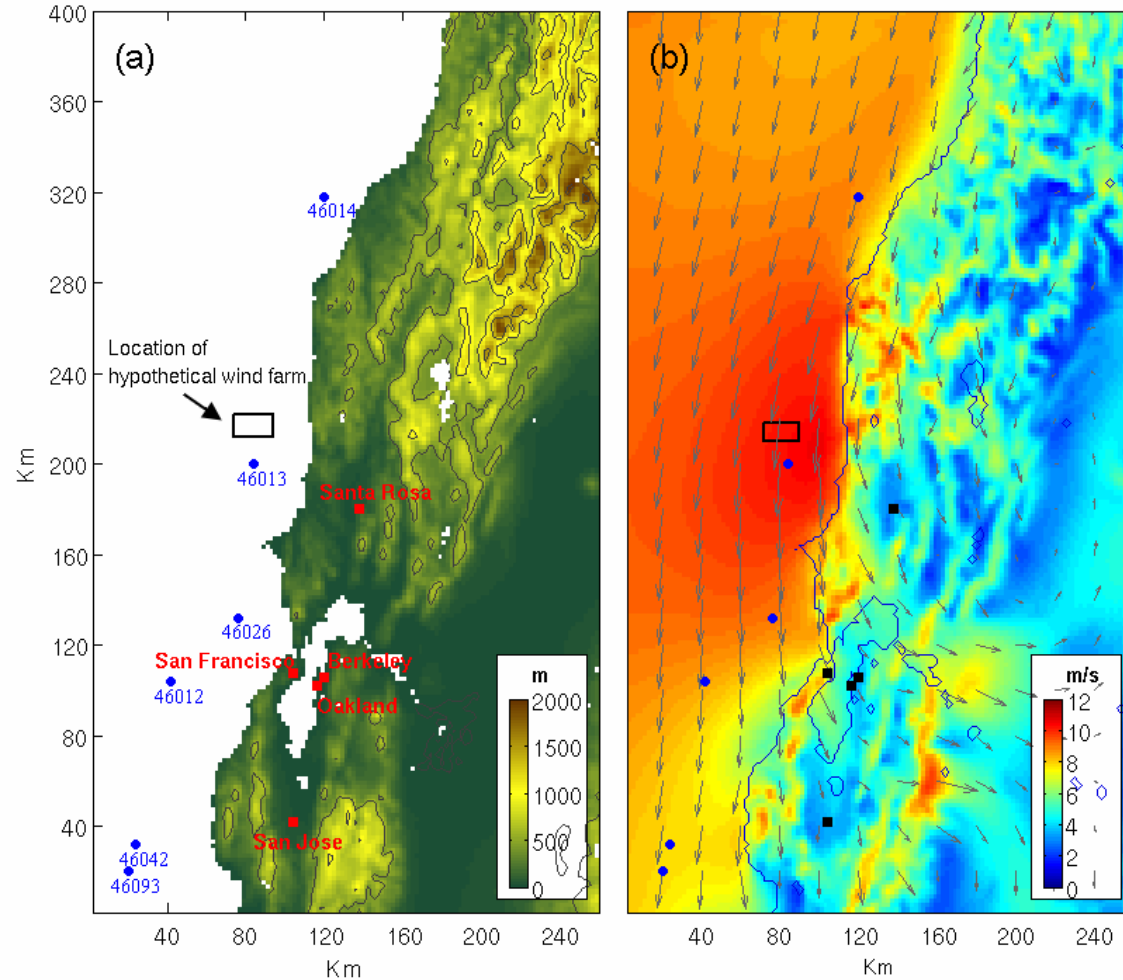 400
360
320
280
240
200
160
120
80
40
Km
(a)
46014
Location of
hypothetical wind farm
46013
Santa Rosa
46026
San Francisco
Berkeley
46012
Oakland
San Jose
46042
46093
m
2000
1500
1000
500
0
40 80 120 160 200 240
Km
(b)
m/s
12
10
8
6
4
2
0
40 80 120 160 200 240
Km